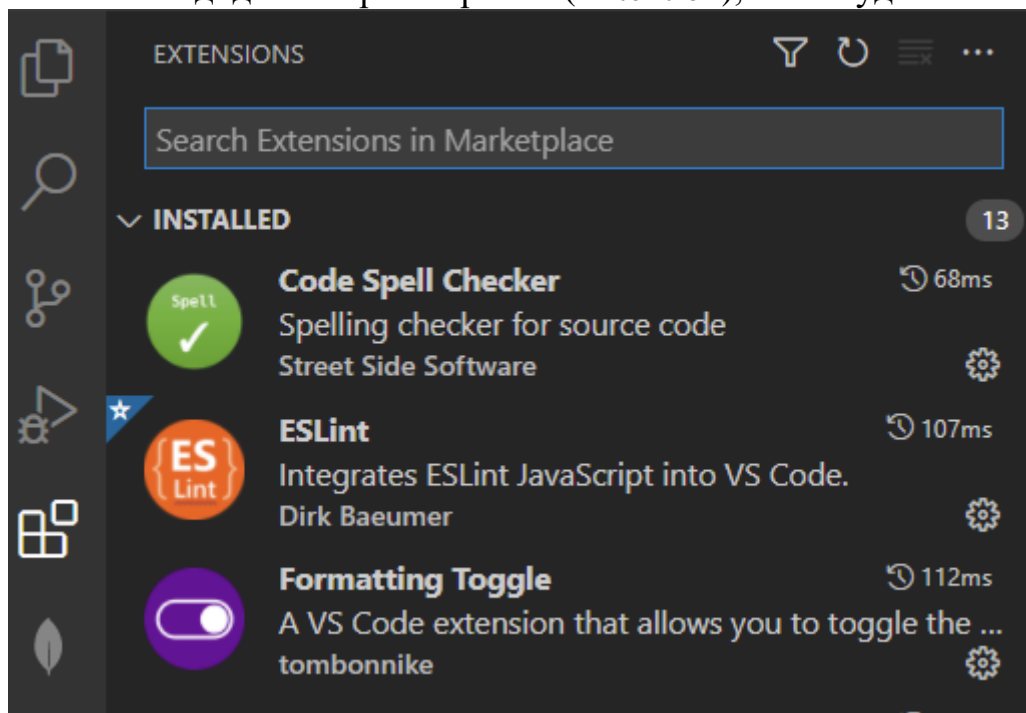 EXTENSIONS
Search Extensions in Marketplace
INSTALLED
13
Spell
Code Spell Checker
68ms
Spelling checker for source code
Street Side Software
{ES
Lint}
ESLint
107ms
Integrates ESLint JavaScript into VS Code.
Dirk Baeumer
Formatting Toggle
112ms
A VS Code extension that allows you to toggle the ...
tombonnike